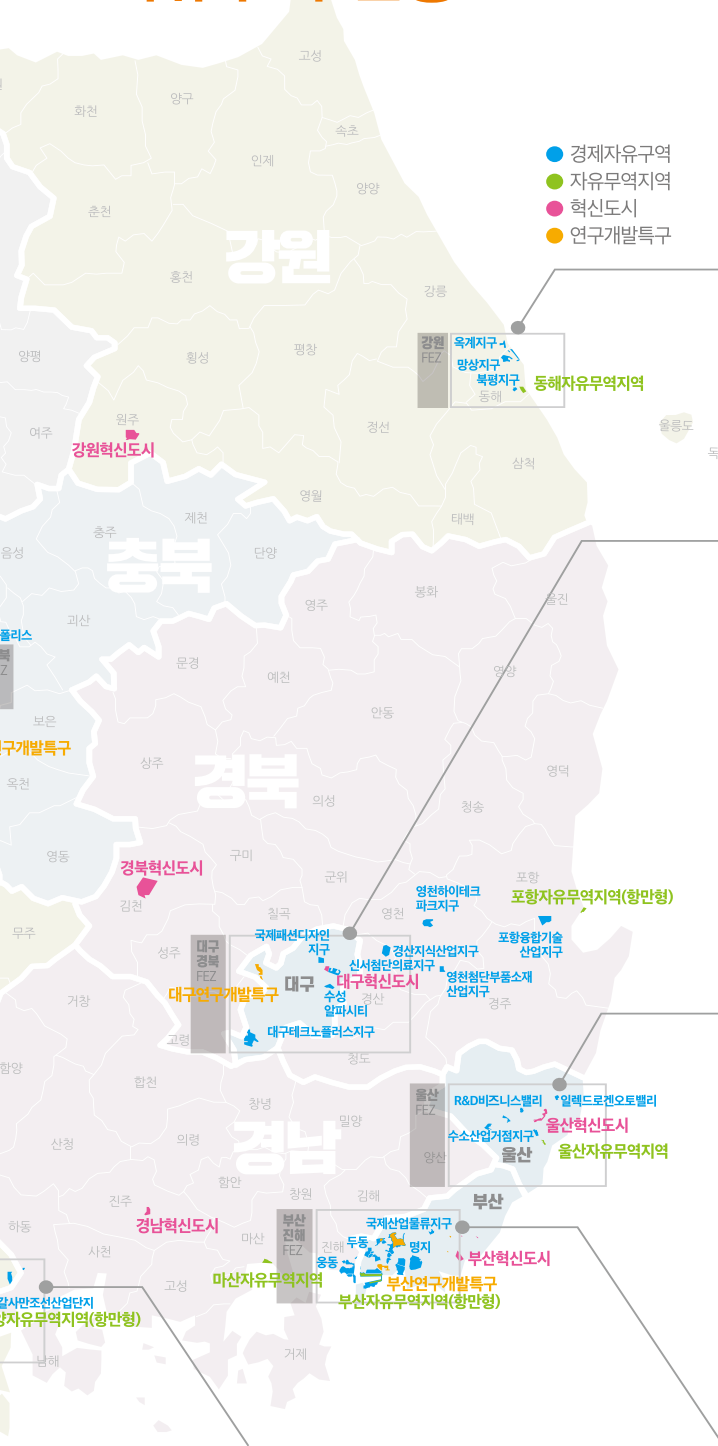 고성
화천
양구
속초
인제
양양
춘천
경제자유구역
자유무역지역
혁신도시
연구개발특구
강원
홍천
강릉
강원
FEZ
옥계지구
망상지구
북평지구
동해
동해자유무역지역
양평
횡성
평창
원주
강원혁신도시
여주
정선
울릉도
삼척
영월
태백
제천
충주
충북
단양
음성
괴산
봉화
울진
영주
폴리스
북
문경
예천
영양
안동
보은
구개발특구
옥천
상주
경북
의성
청송
영덕
영동
구미
경북혁신도시
김천
군위
영천하이테크
파크지구
포항
포항자유무역지역(항만형)
칠곡
영천
무주
국제패션디자인
지구
포항융합기술
산업지구
대구
경북
FEZ
성주
경산지식산업지구
신서첨단의료지구
대구연구개발특구
대구
대구혁신도시
영천첨단부품소재
산업지구
수성
알파시티
경산
경주
거창
대구테크노폴러스지구
고령
청도
함양
합천
울산
FEZ
R&D비즈니스밸리
일렉드로겐오토밸리
창녕
밀양
울산혁신도시
수소산업거점지구
울산
울산자유무역지역
산청
의령
경남
양산
함안
창원
김해
부산
진주
경남혁신도시
하동
사천
마산
부산
진해
FEZ
진해
국제산업물류지구
두동
명지
웅동
부산혁신도시
마산자유무역지역
부산연구개발특구
부산자유무역지역(항만형)
고성
갈사만조선산업단지
양자유무역지역(항만형)
남해
거제